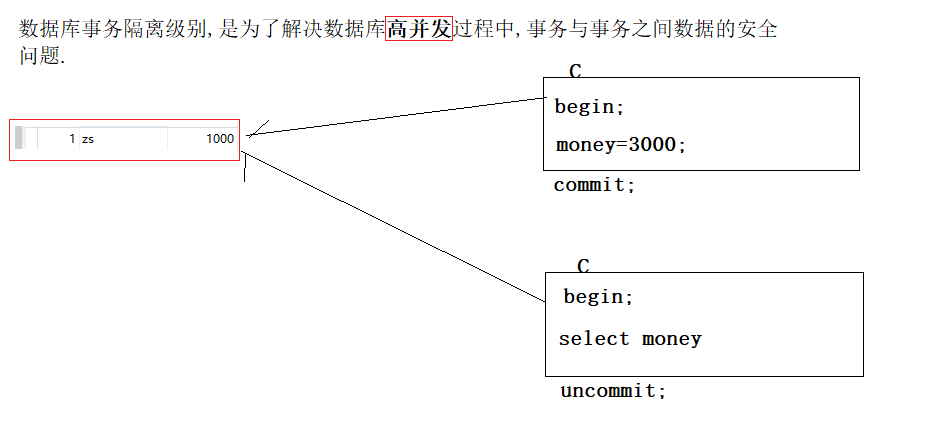 数据库事务隔离级别,是为了解决数据库高并发过程中,事务与事务之间数据的安全
问题.
C
begin;
money=3000;
commit;
1 zs 1000
C
begin;
select money
uncommit;